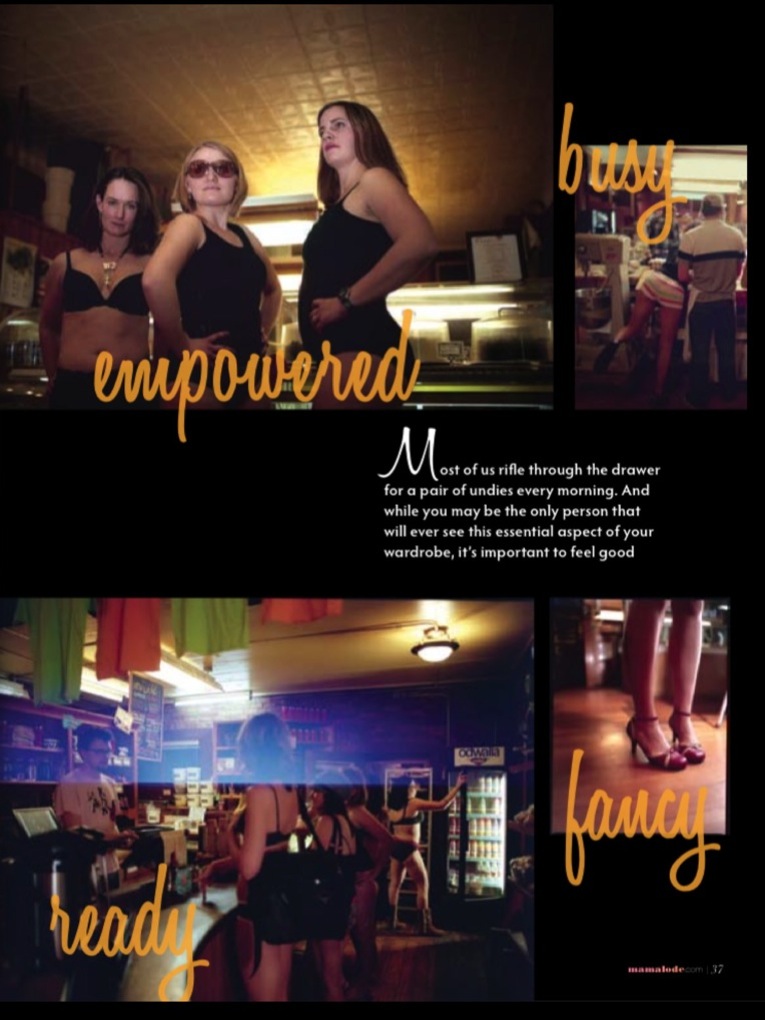 busy
empowered
Most of us rifle through the drawer
for a pair of undies every morning. And
while you may be the only person that
will ever see this essential aspect of your
wardrobe, it's important to feel good
odwalla
fancy
ready
mamalode.com | 37